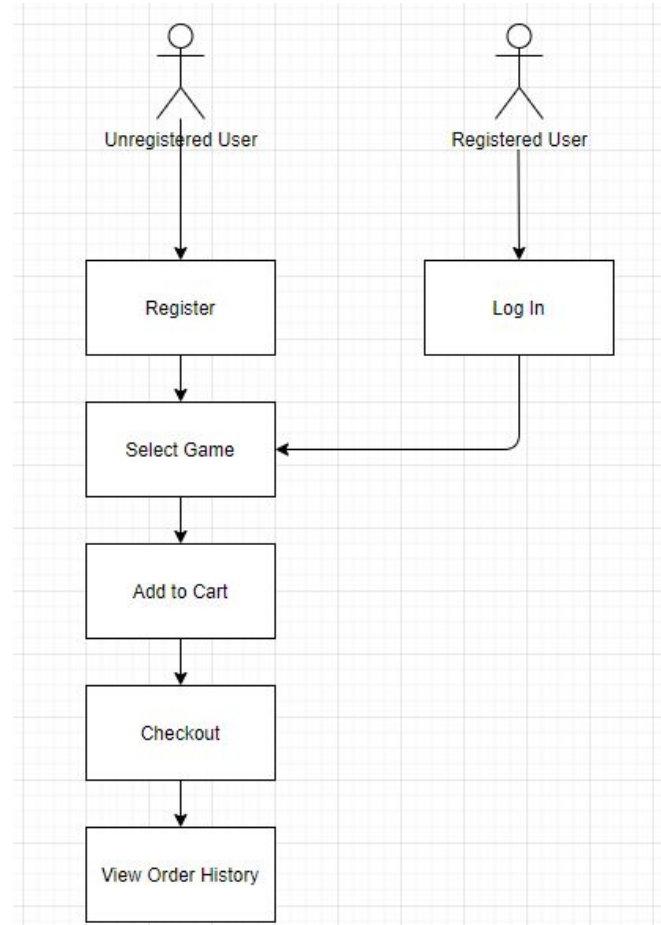 Unregistered User
Registered User
Register
Log In
Select Game
Add to Cart
Checkout
View Order History